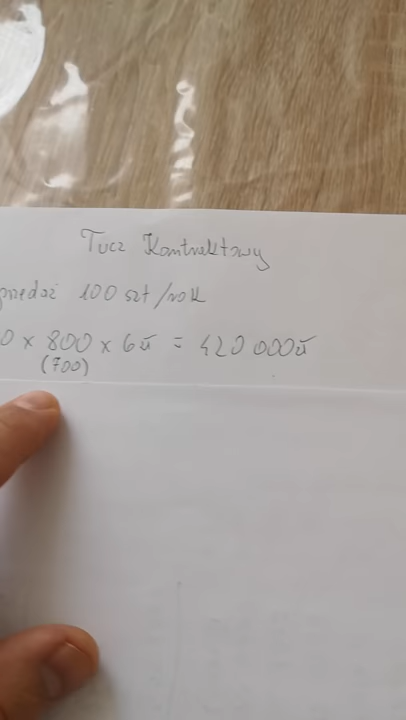 Tucz Kontraktowy
przedaż 100 szt/rok
0 x 800 x 6zł = 420 000zł
(700)